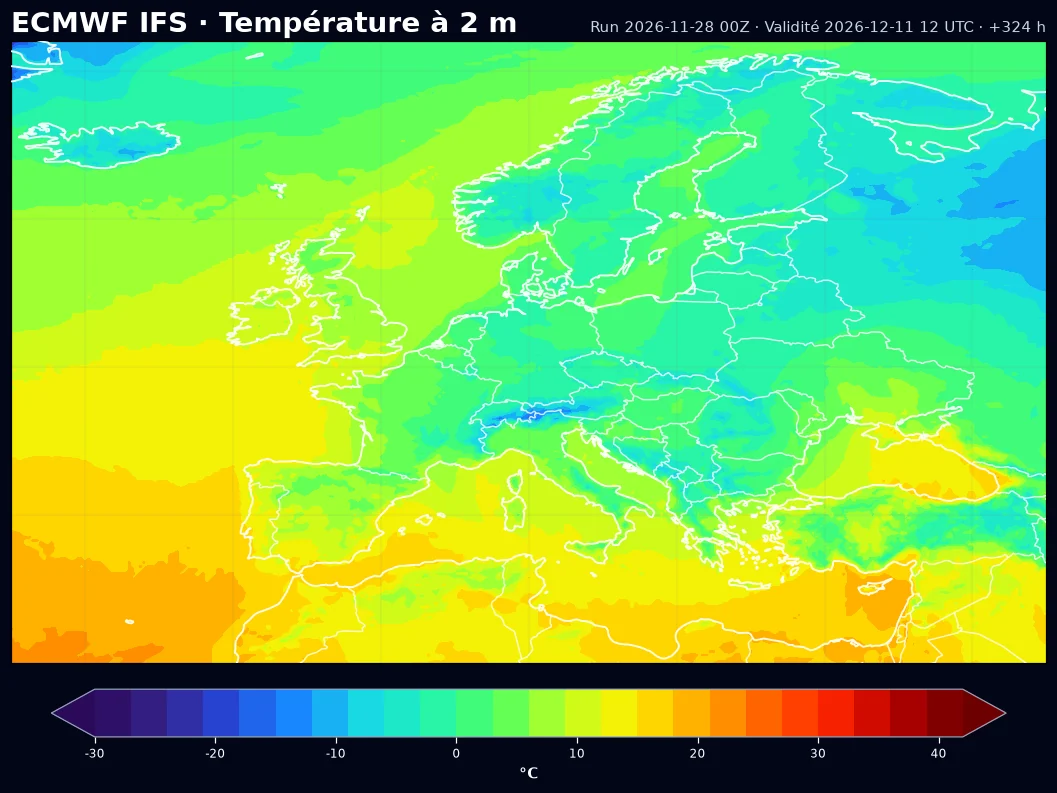 ECMWF IFS · Température à 2 m
Run 2026-11-28 00Z · Validité 2026-12-11 12 UTC · +324 h
-30 -20 -10 0 10 20 30 40
°C